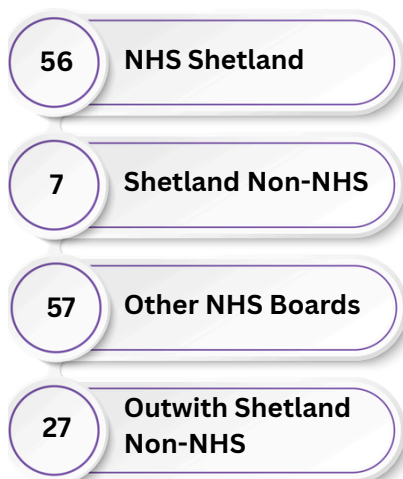 56 NHS Shetland
7 Shetland Non-NHS
57 Other NHS Boards
27 Outwith Shetland
Non-NHS